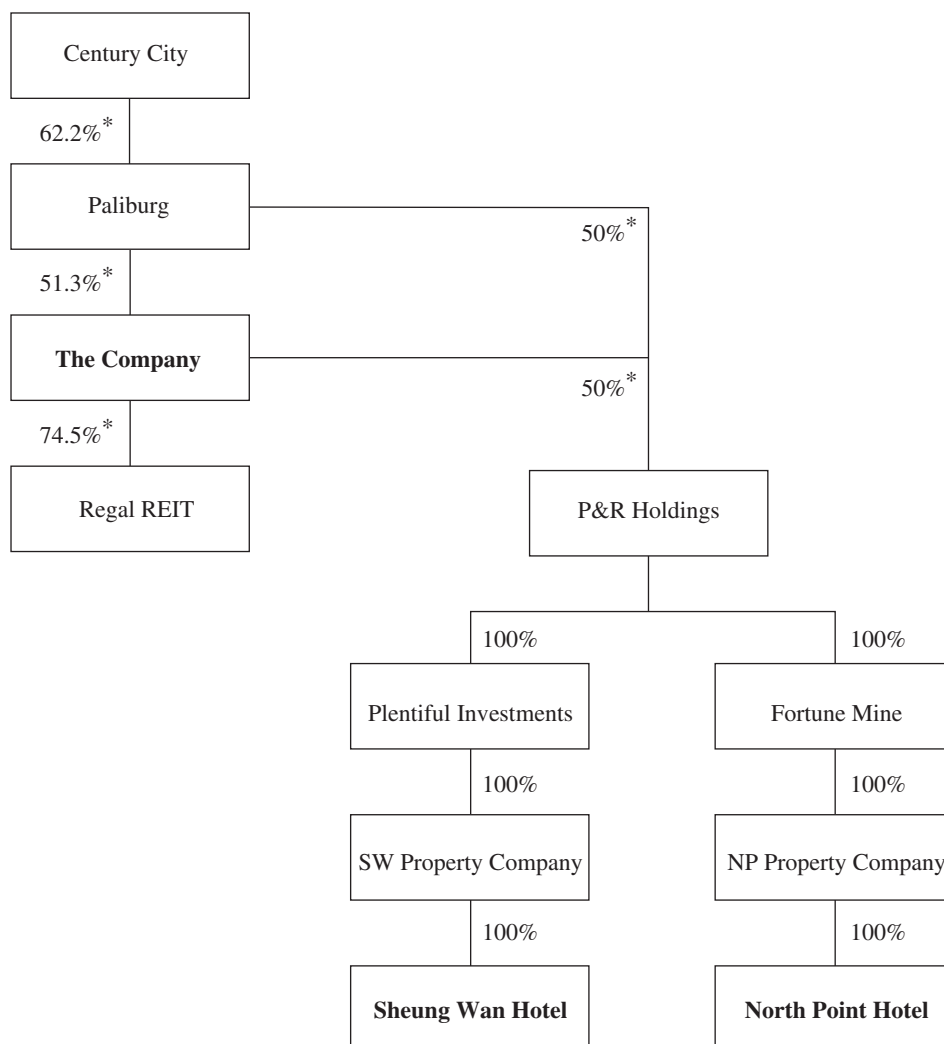 Century City
62.2%*
Paliburg
50%*
51.3%*
The Company
50%*
74.5%*
Regal REIT
P&R Holdings
100%
100%
Plentiful Investments
Fortune Mine
100%
100%
SW Property Company
NP Property Company
100%
100%
Sheung Wan Hotel
North Point Hotel